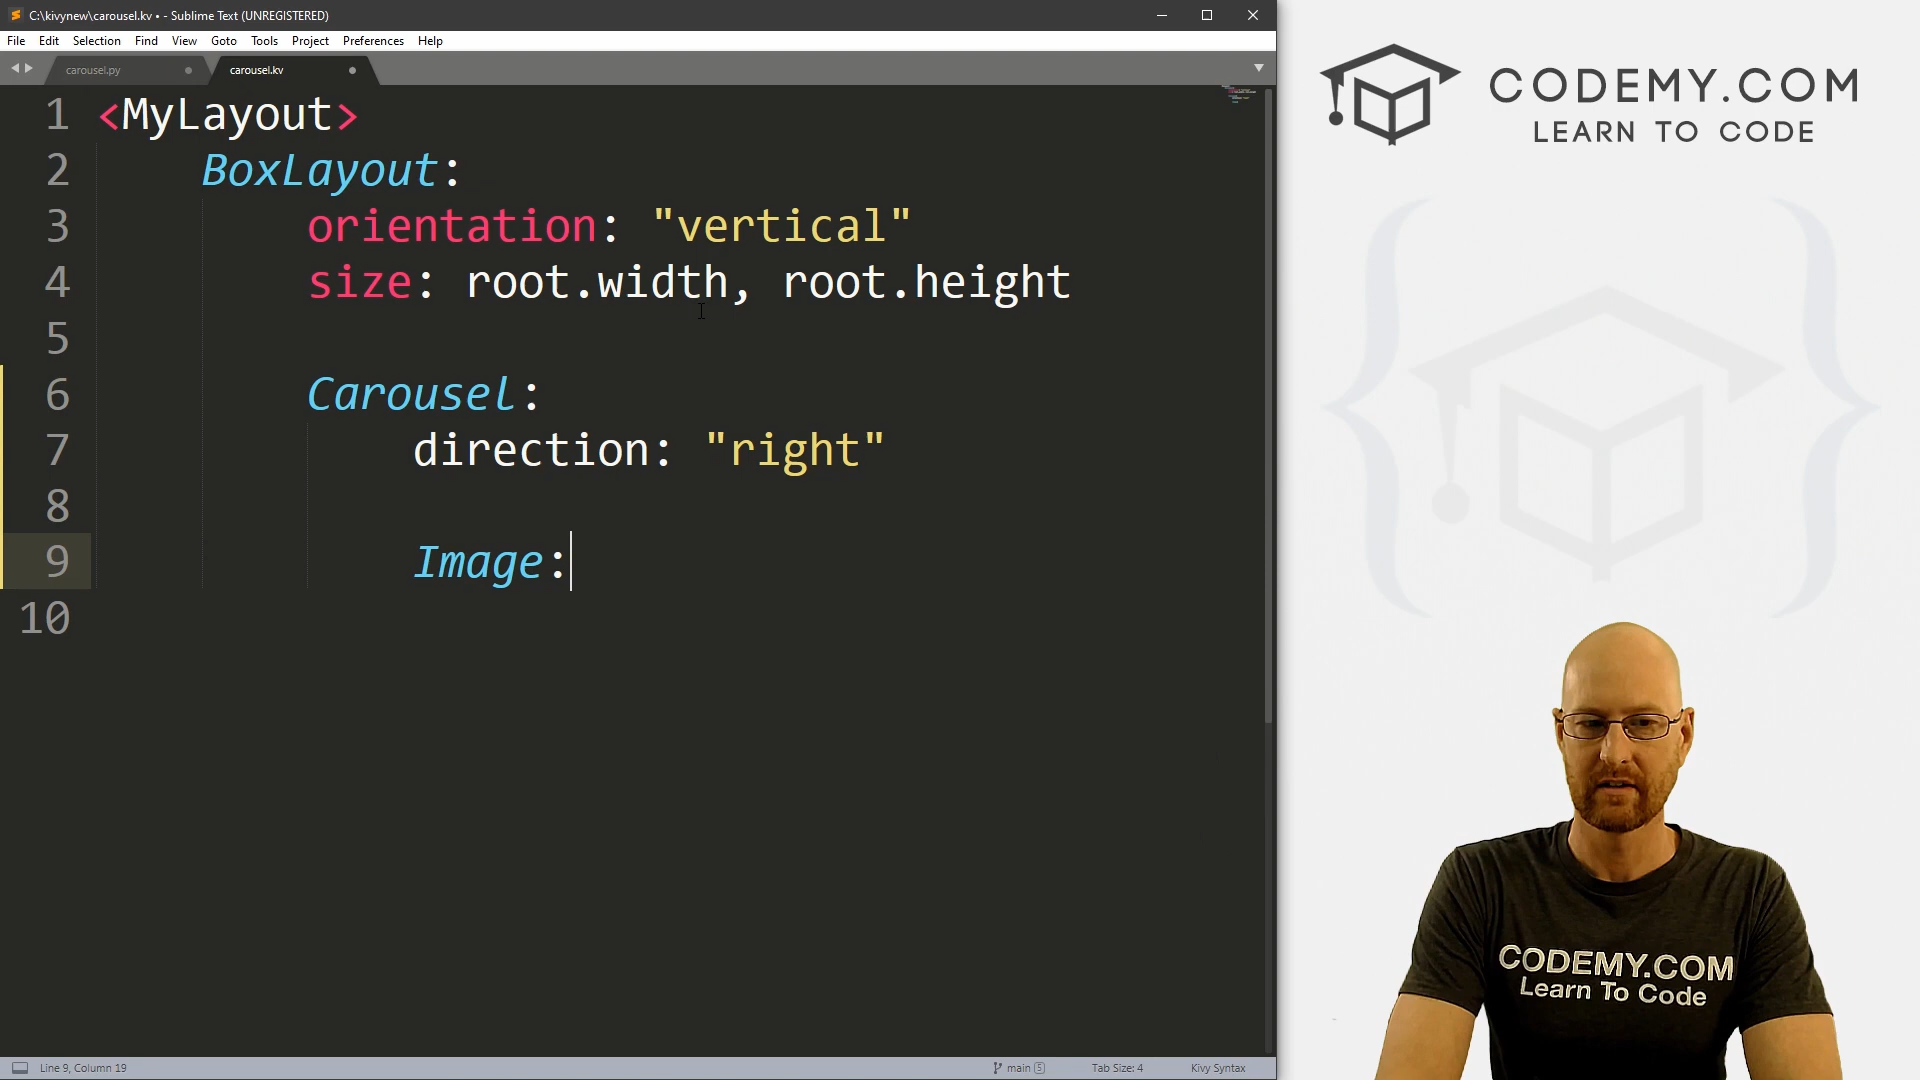 C:\kivynew\carousel.kv • - Sublime Text (UNREGISTERED)
File Edit Selection Find View Goto Tools Project Preferences Help
carousel.py carousel.kv
1 <MyLayout>
2 BoxLayout:
3 orientation: "vertical"
4 size: root.width, root.height
5
6 Carousel:
7 direction: "right"
8
9 Image:
10
Line 9, Column 19 main 5 Tab Size: 4 Kivy Syntax
CODEMY.COM
LEARN TO CODE
CODEMY.COM
Learn To Code